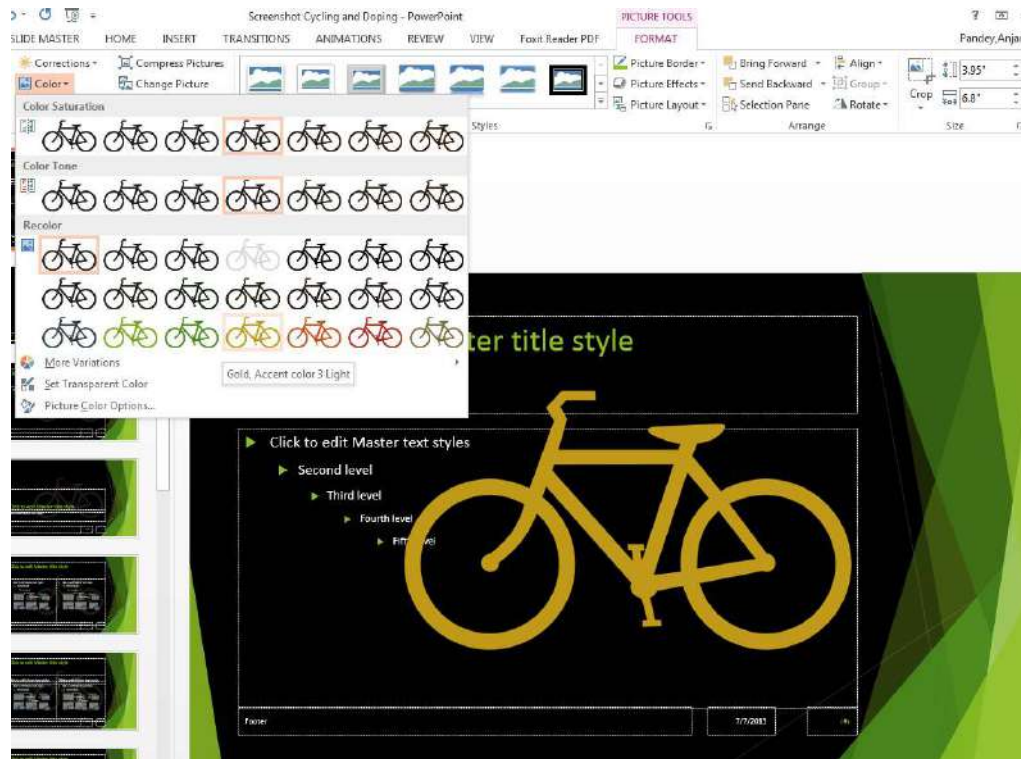 Screenshot Cycling and Doping - PowerPoint
PICTURE TOOLS
?
SLIDE MASTER HOME INSERT TRANSITIONS ANIMATIONS REVIEW VIEW Foxit Reader PDF FORMAT
Pandey, Anjan
Corrections
Compress Pictures
Color
Change Picture
Picture Border
Picture Effects
Picture Layout
Bring Forward
Send Backward
Selection Pane
Align
Group
Rotate
Crop
3.95"
6.8"
Styles
Arrange
Size
Color Saturation
Color Tone
Recolor
More Variations
Set Transparent Color
Picture Color Options...
Gold, Accent color 3 Light
ter title style
Click to edit Master text styles
Second level
Third level
Fourth level
Footer
7/7/2013